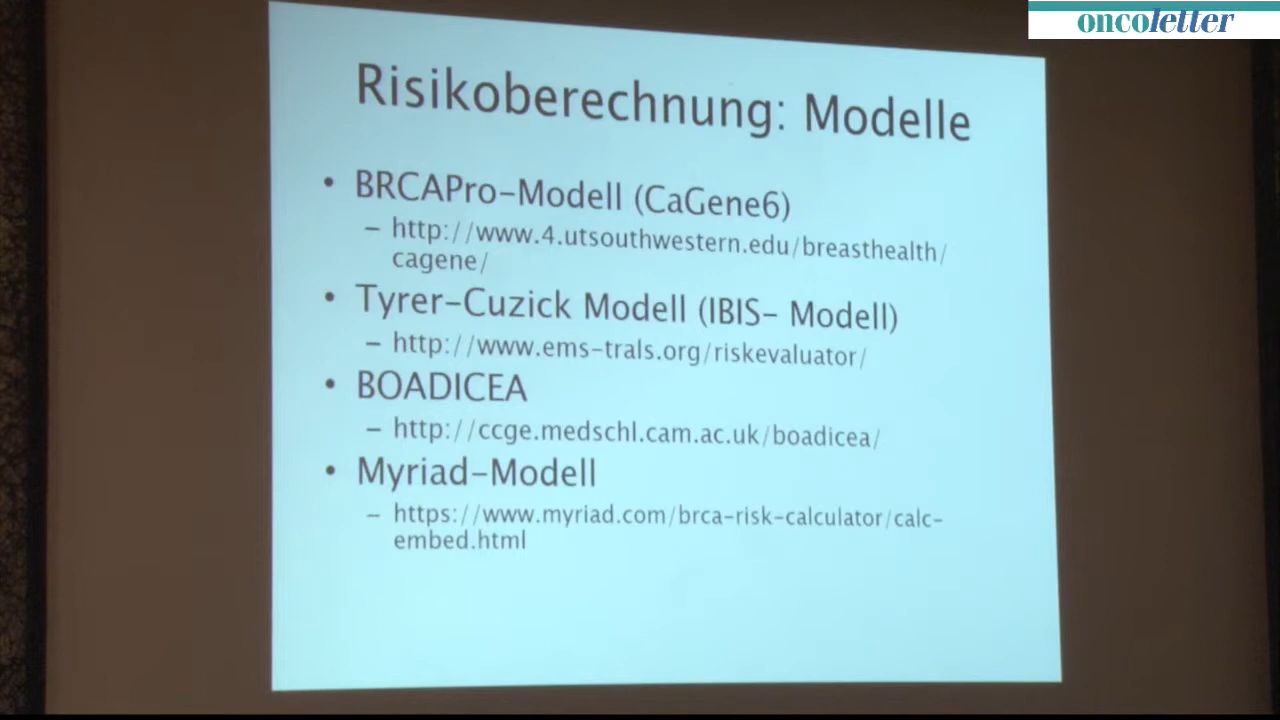 oncoletter
Risikoberechnung: Modelle
• BRCAPro-Modell (CaGene6)
– http://www.4.utsouthwestern.edu/breasthealth/
cagene/
• Tyrer-Cuzick Modell (IBIS- Modell)
– http://www.ems-trals.org/riskevaluator/
• BOADICEA
– http://ccge.medschl.cam.ac.uk/boadicea/
• Myriad-Modell
– https://www.myriad.com/brca-risk-calculator/calc-
embed.html